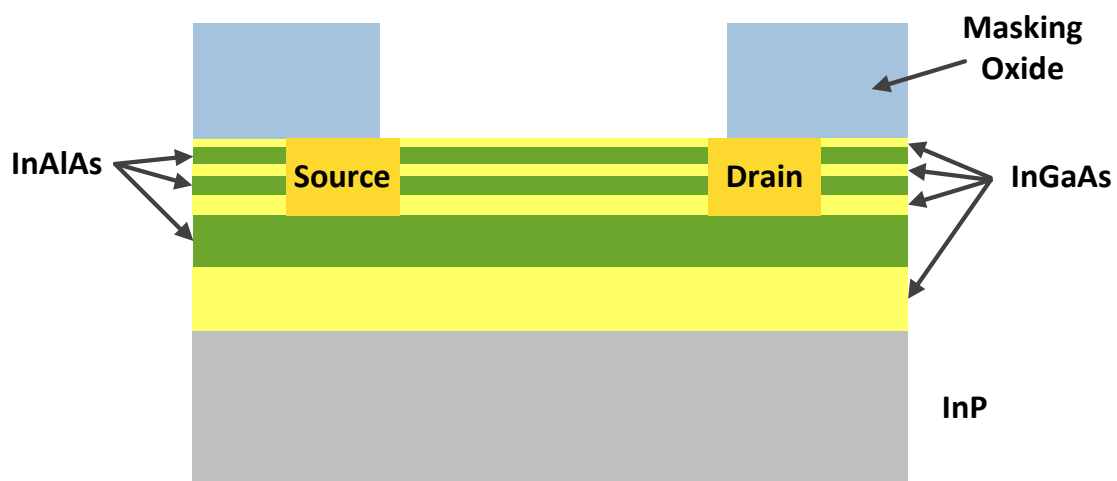 Masking
Oxide
InAlAs
Source
Drain
InGaAs
InP